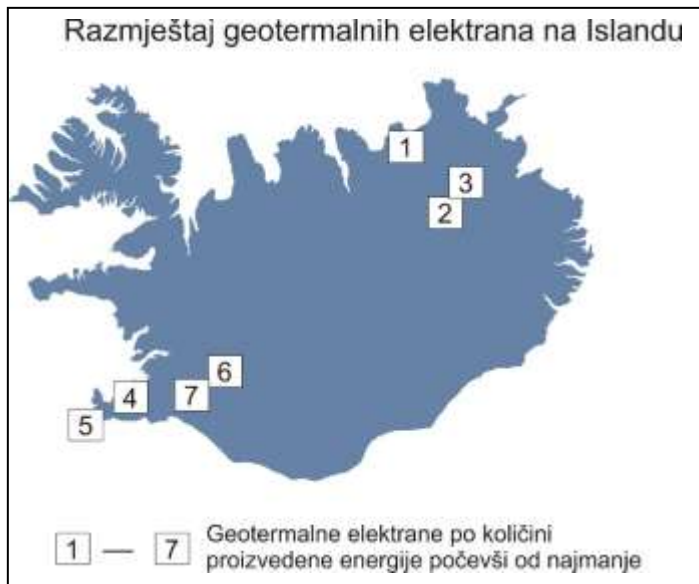 Razmještaj geotermalnih elektrana na Islandu
1
3
2
6
4
7
5
1 — 7 Geotermalne elektrane po količini
proizvedene energije počevši od najmanje